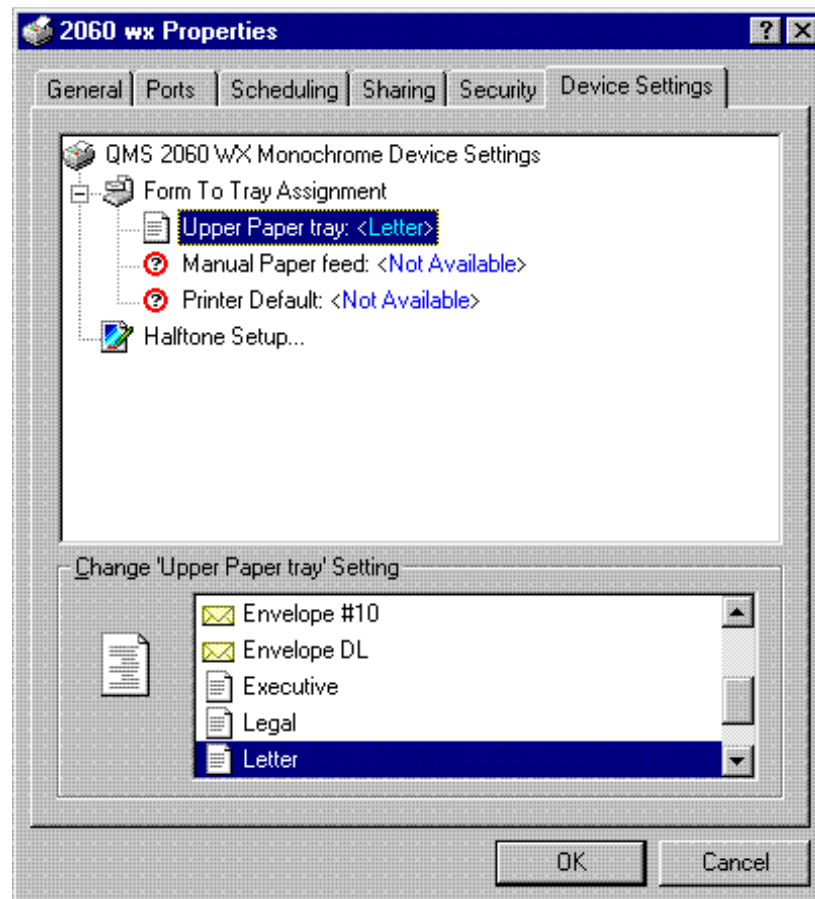 2060 wx Properties
General Ports Scheduling Sharing Security Device Settings
QMS 2060 WX Monochrome Device Settings
Form To Tray Assignment
Upper Paper tray: <Letter>
Manual Paper feed: <Not Available>
Printer Default: <Not Available>
Halftone Setup...
Change 'Upper Paper tray' Setting
Envelope #10
Envelope DL
Executive
Legal
Letter
OK Cancel